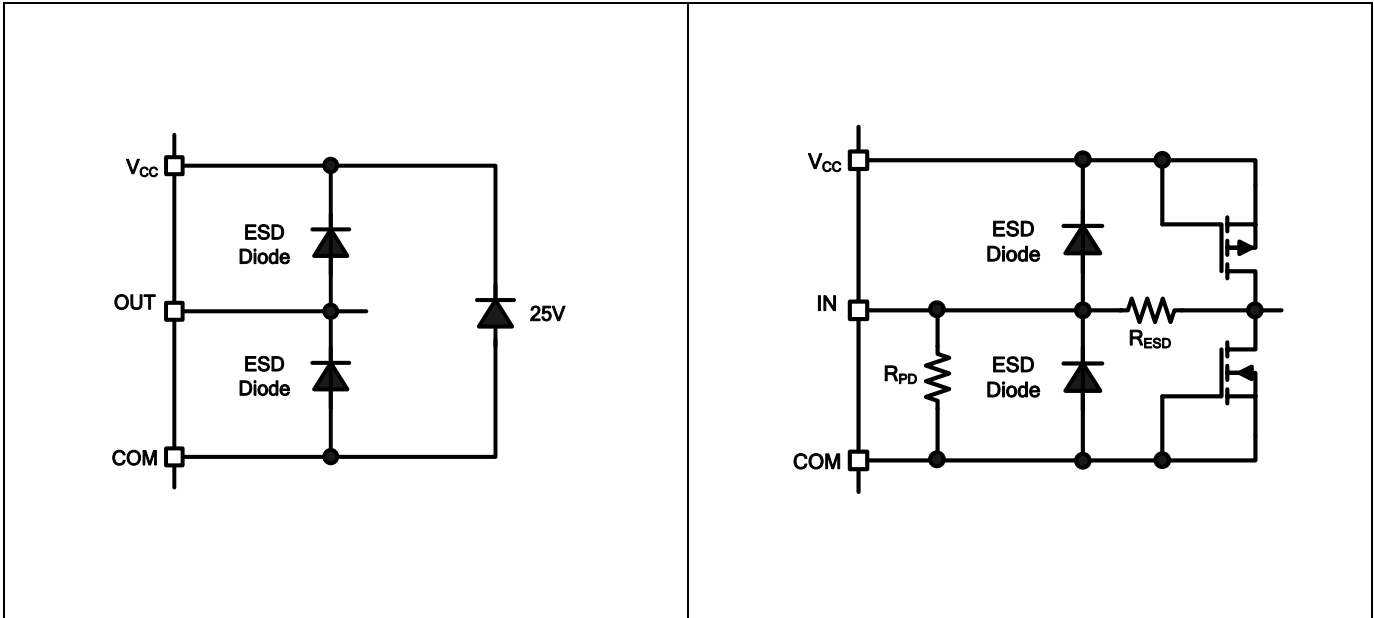 VCC
ESD
Diode
OUT
25V
ESD
Diode
COM
VCC
ESD
Diode
IN
RESD
RPD
ESD
Diode
COM